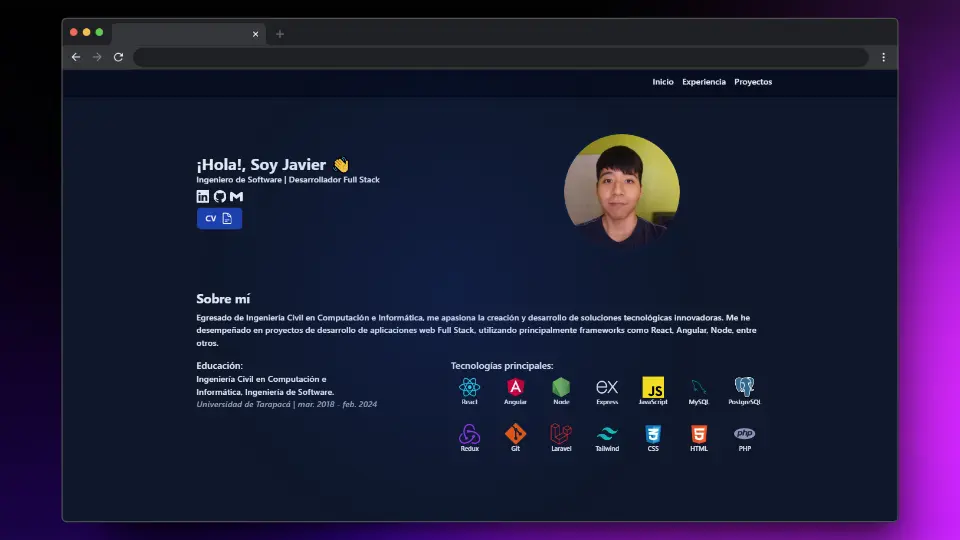 Inicio Experiencia Proyectos
¡Hola!, Soy Javier 👋
Ingeniero de Software | Desarrollador Full Stack
CV
Sobre mí
Egresado de Ingeniería Civil en Computación e Informática, me apasiona la creación y desarrollo de soluciones tecnológicas innovadoras. Me he
desempeñado en proyectos de desarrollo de aplicaciones web Full Stack, utilizando principalmente frameworks como React, Angular, Node, entre
otros.
Educación:
Ingeniería Civil en Computación e
Informática, Ingeniería de Software.
Universidad de Tarapacá | mar. 2018 - feb. 2024
Tecnologías principales:
React Angular Node Express JavaScript MySQL PostgreSQL
Redux Git Laravel Tailwind CSS HTML PHP